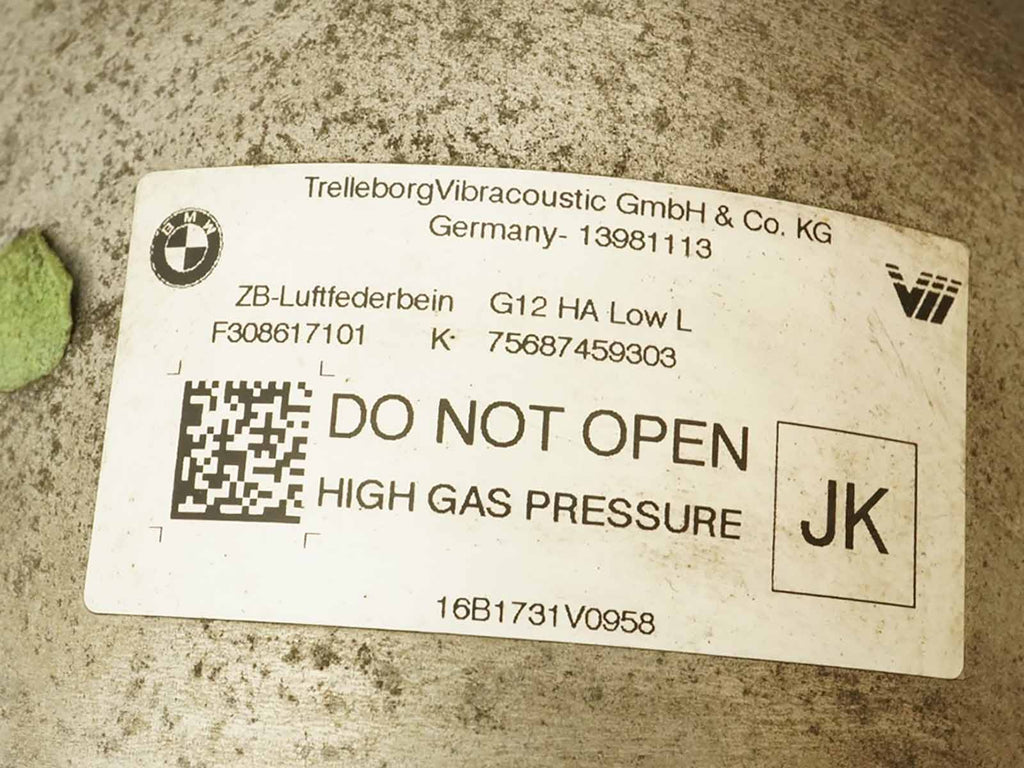 TrelleborgVibracoustic GmbH & Co. KG
Germany- 13981113
BMW
Vii
ZB-Luftfederbein G12 HA Low L
F308617101 K- 75687459303
DO NOT OPEN
HIGH GAS PRESSURE
JK
16B1731V0958